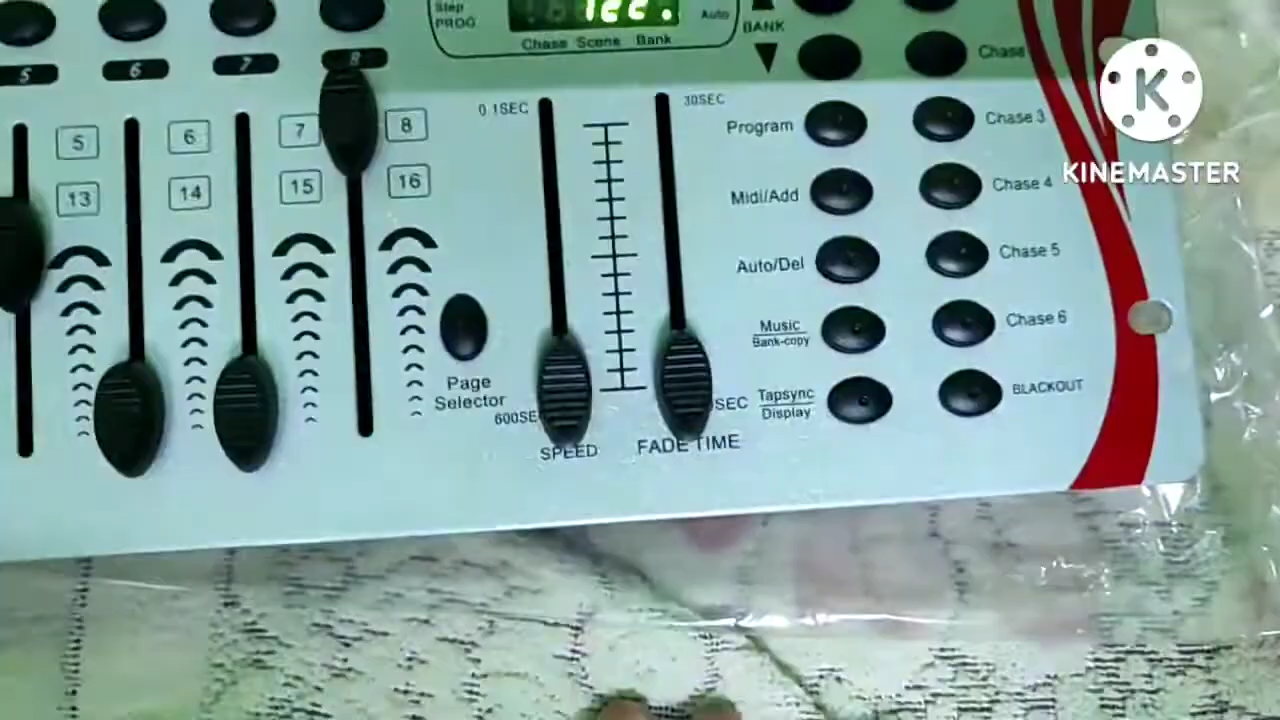 Step
PROG
122.
Auto
Chase Scene Bank
BANK
5
6
7
8
Chase
5
6
7
8
13
14
15
16
0.1SEC
30SEC
Program
Chase 3
Midi/Add
Chase 4
Auto/Del
Chase 5
Music
Bank-copy
Chase 6
Page
Selector
600SE
SEC
Tapsync
Display
BLACKOUT
SPEED
FADE TIME
K
KINEMASTER